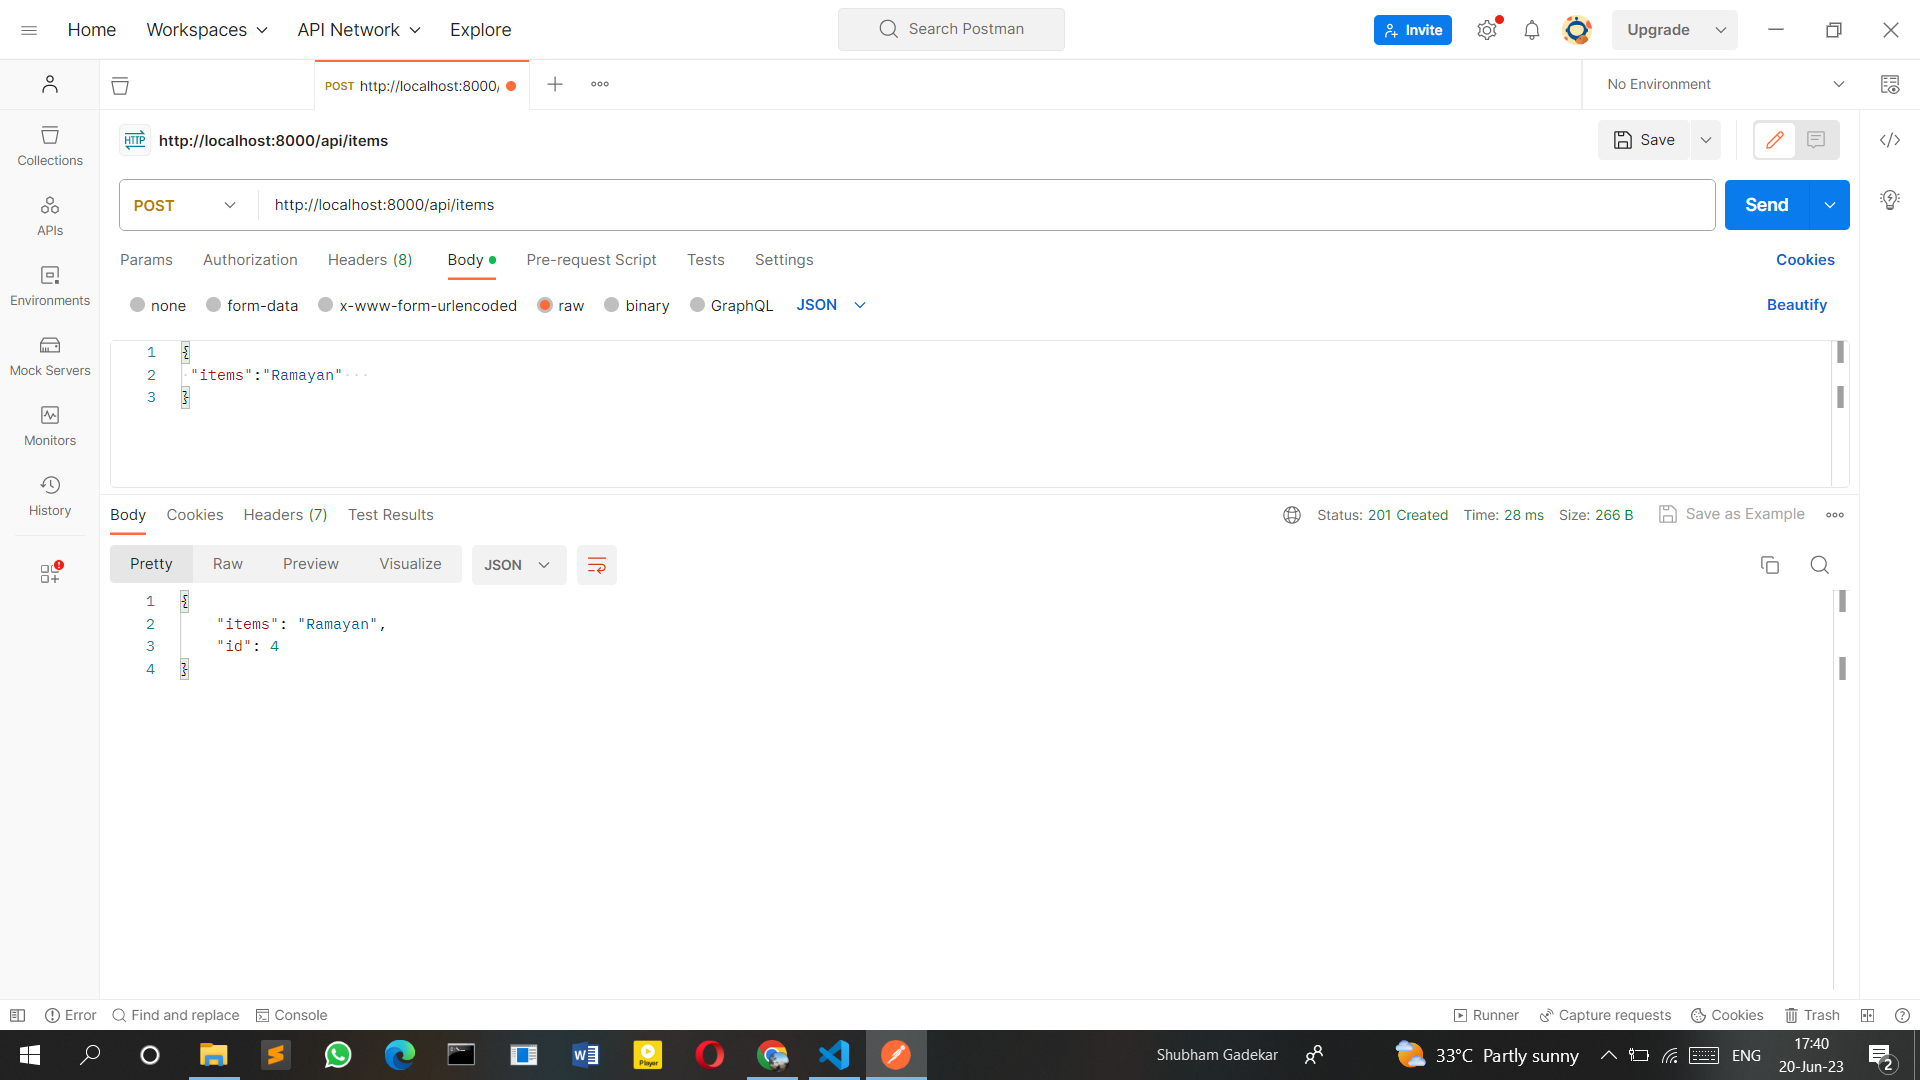 Home Workspaces API Network Explore Search Postman Invite Upgrade
POST http://localhost:8000/ No Environment
HTTP http://localhost:8000/api/items Save
POST http://localhost:8000/api/items Send
Params Authorization Headers (8) Body Pre-request Script Tests Settings Cookies
none form-data x-www-form-urlencoded raw binary GraphQL JSON Beautify
1 {
2 "items":"Ramayan"
3 }
Collections
APIs
Environments
Mock Servers
Monitors
History
Body Cookies Headers (7) Test Results Status: 201 Created Time: 28 ms Size: 266 B Save as Example
Pretty Raw Preview Visualize JSON
1 {
2 "items": "Ramayan",
3 "id": 4
4 }
Error Find and replace Console Runner Capture requests Cookies Trash
Player Shubham Gadekar 33°C Partly sunny ENG 17:40
20-Jun-23 2